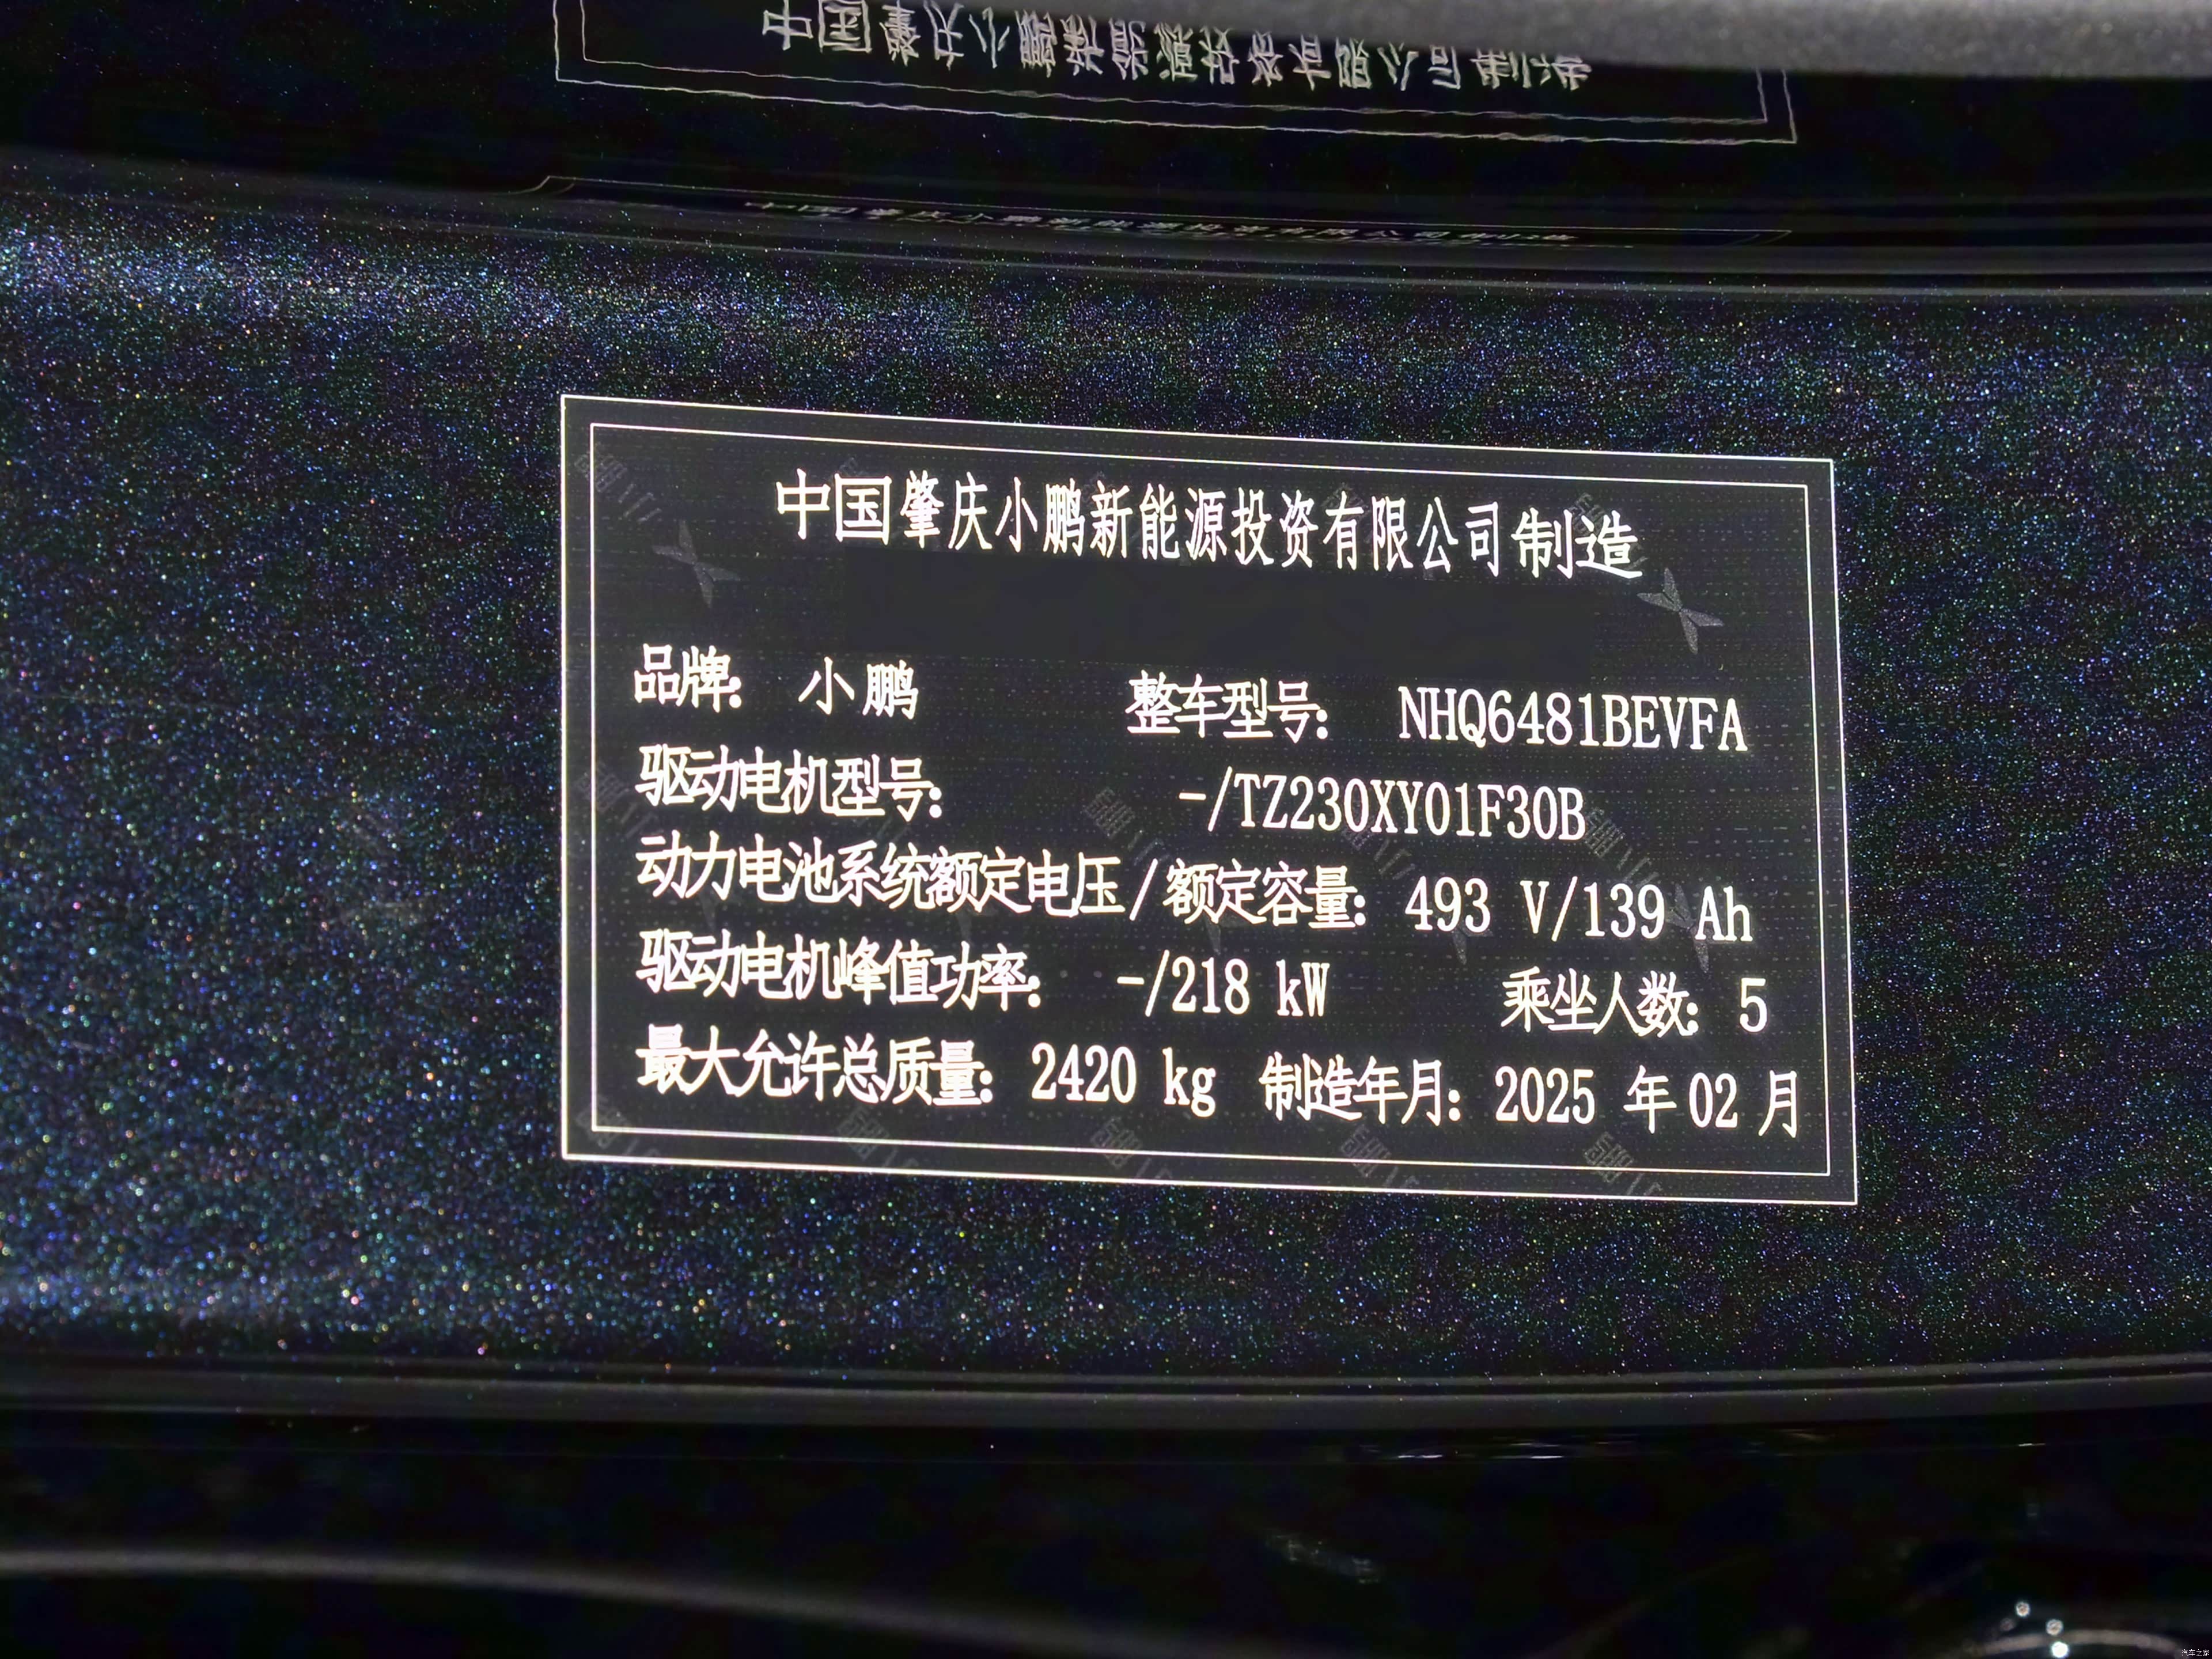 中国肇庆小鹏新能源投资有限公司制造
品牌: 小鹏 整车型号: NHQ6481BEVFA
驱动电机型号: -/TZ230XY01F30B
动力电池系统额定电压/额定容量: 493 V/139 Ah
驱动电机峰值功率: -/218 kW 乘坐人数: 5
最大允许总质量: 2420 kg 制造年月: 2025 年 02 月
汽车之家